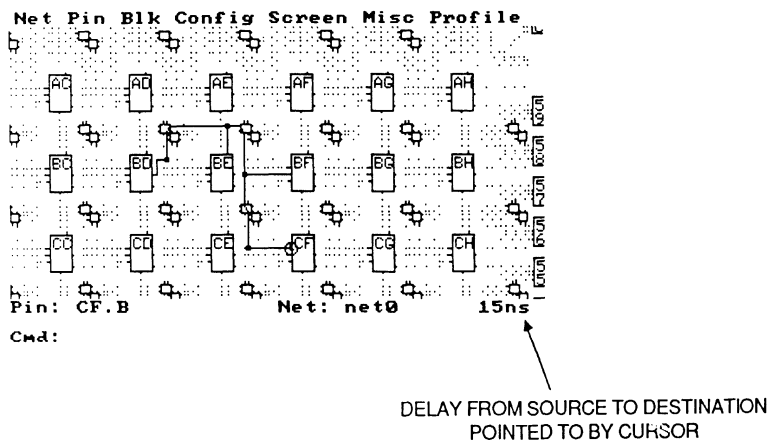 Net Pin Blk Config Screen Misc Profile
AC AD AE AF AG AH
BC BD BE BF BG BH
CC CD CE CF CG CH
Pin: CF.B Net: net0 15ns
Cmd:
DELAY FROM SOURCE TO DESTINATION
POINTED TO BY CURSOR